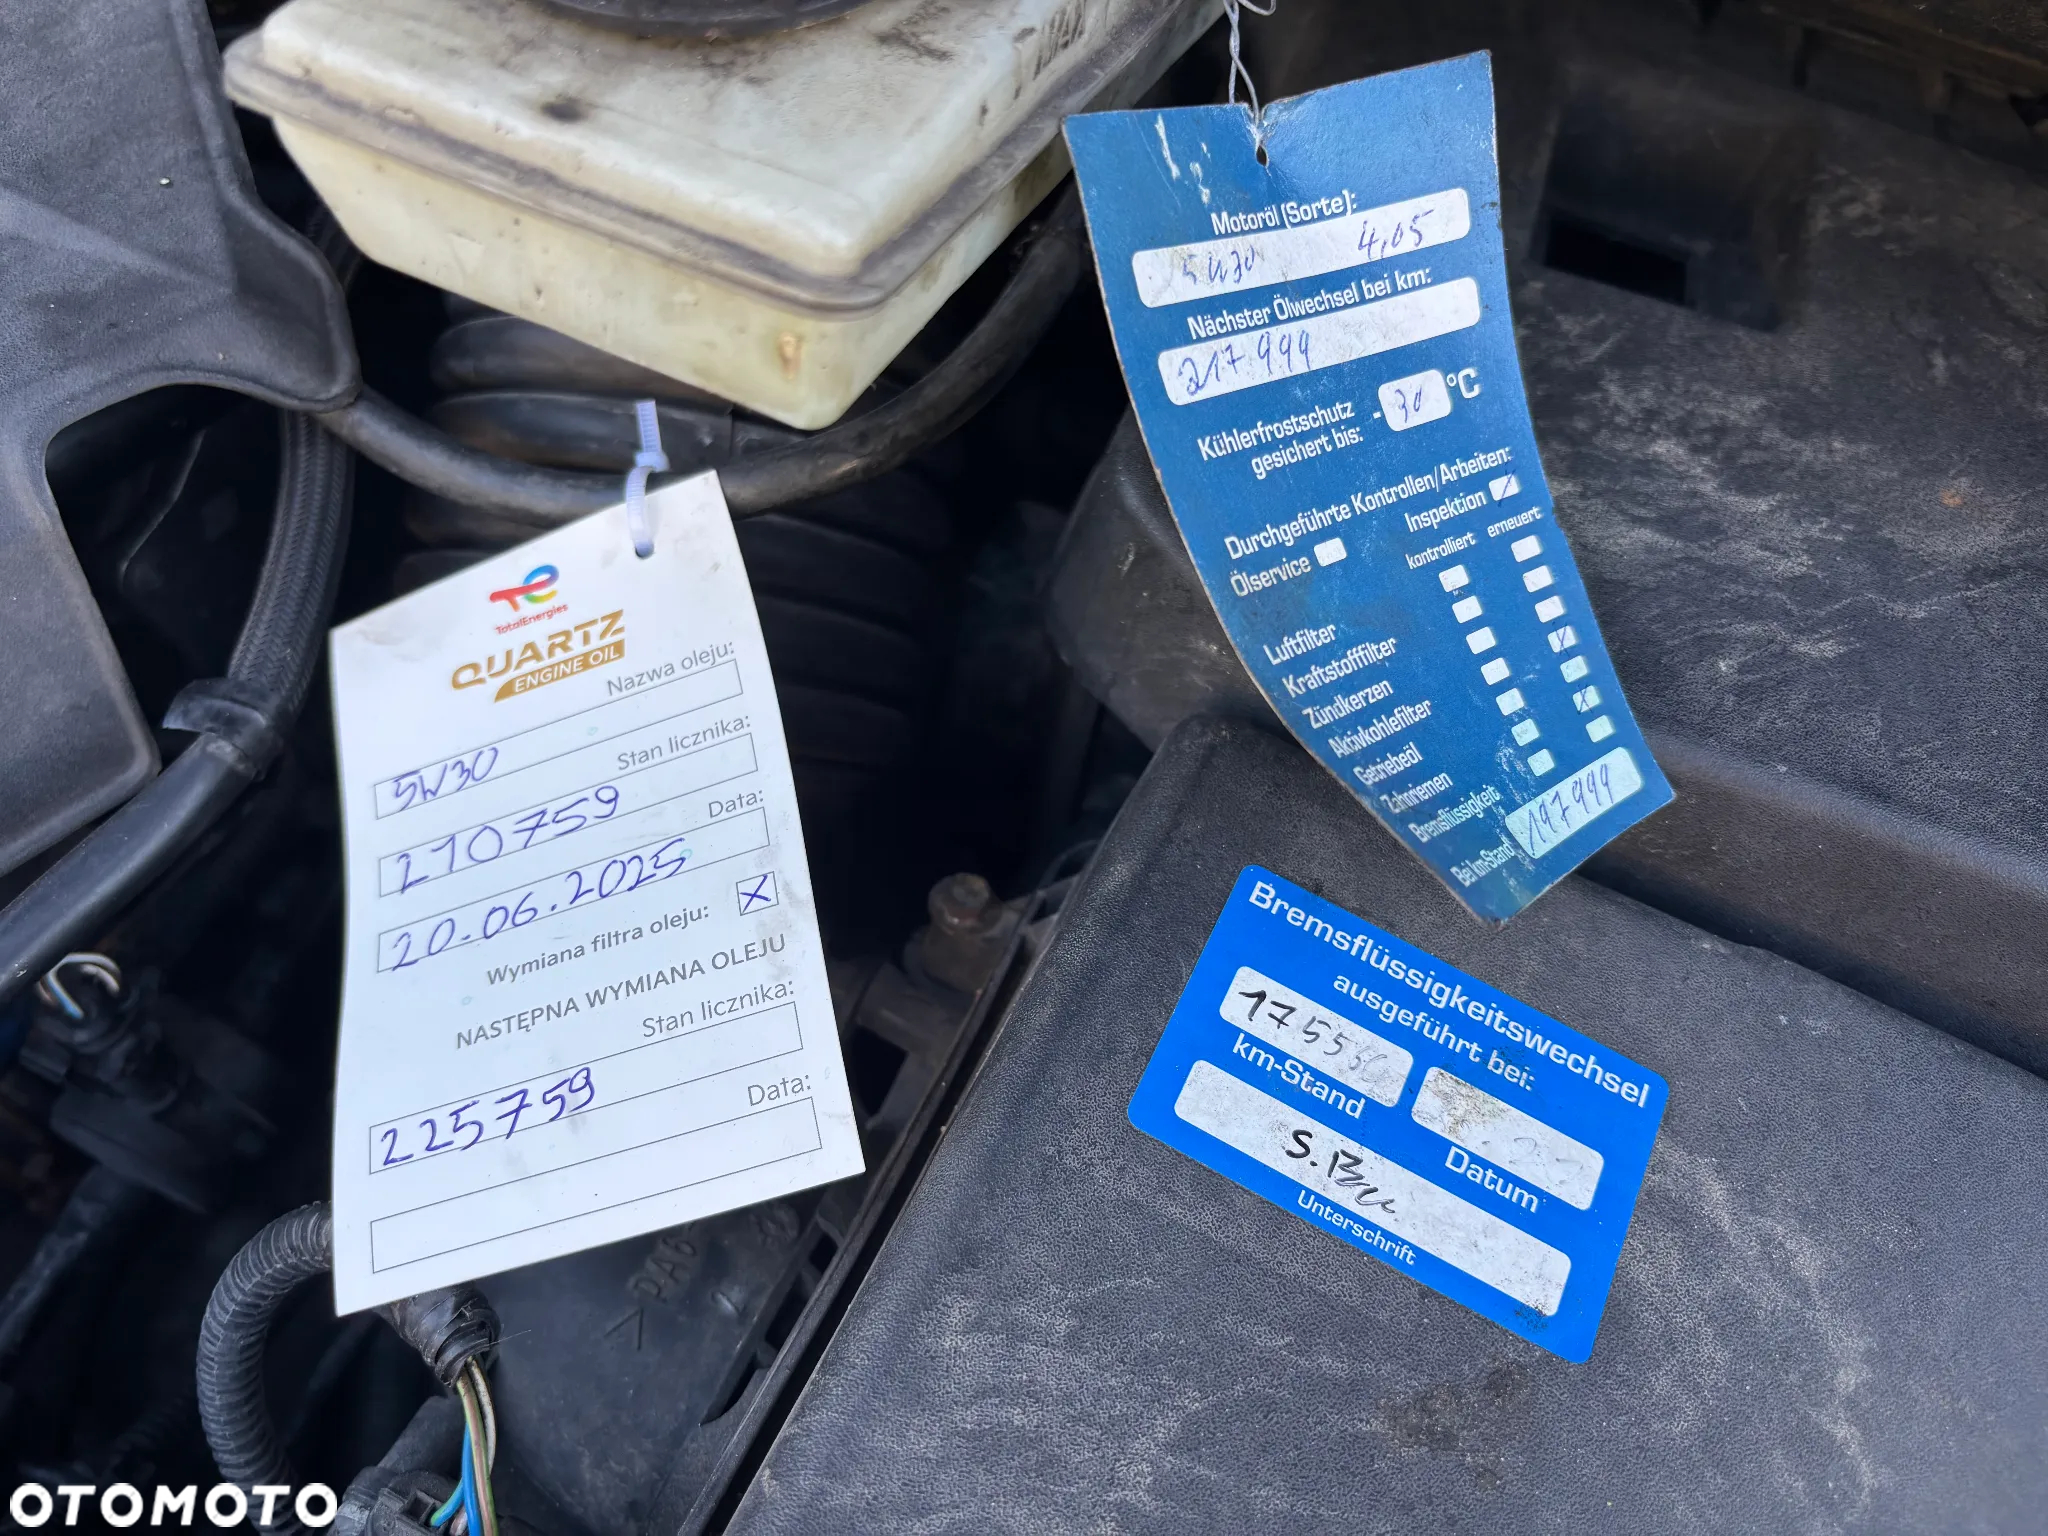 MAX
TotalEnergies
QUARTZ
ENGINE OIL
Nazwa oleju:
5W30
Stan licznika:
210759
Data:
20.06.2025
Wymiana filtra oleju: X
NASTĘPNA WYMIANA OLEJU
Stan licznika:
225759
Data:
Motoröl (Sorte):
5W30 4,05
Nächster Ölwechsel bei km:
217.999
Kühlerfrostschutz
gesichert bis: -30 °C
Durchgeführte Kontrollen/Arbeiten:
Ölservice Inspektion
kontrolliert erneuert
Luftfilter
Kraftstofffilter
Zündkerzen
Aktivkohlefilter
Getriebeöl
Zahnriemen
Bremsflüssigkeit
Bei km-Stand 197999
Bremsflüssigkeitswechsel
ausgeführt bei:
km-Stand
Datum
Unterschrift
OTOMOTO